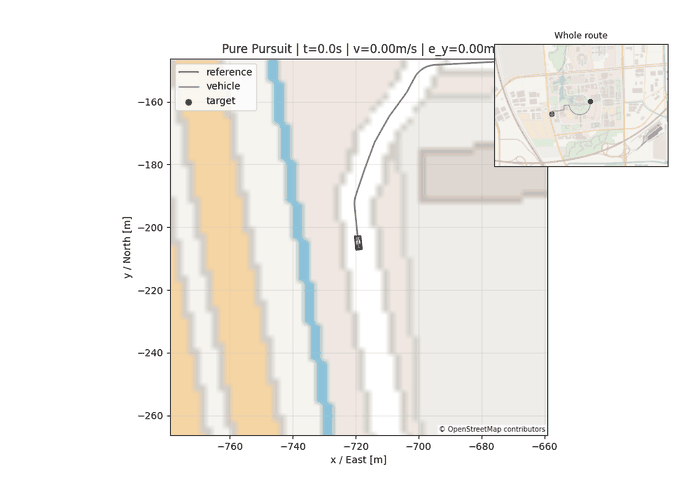 Whole route
Pure Pursuit | t=0.0s | v=0.00m/s | e_y=0.00m
reference
vehicle
target
y / North [m]
−160
−180
−200
−220
−240
−260
© OpenStreetMap contributors
−760
−740
−720
−700
−680
−660
x / East [m]